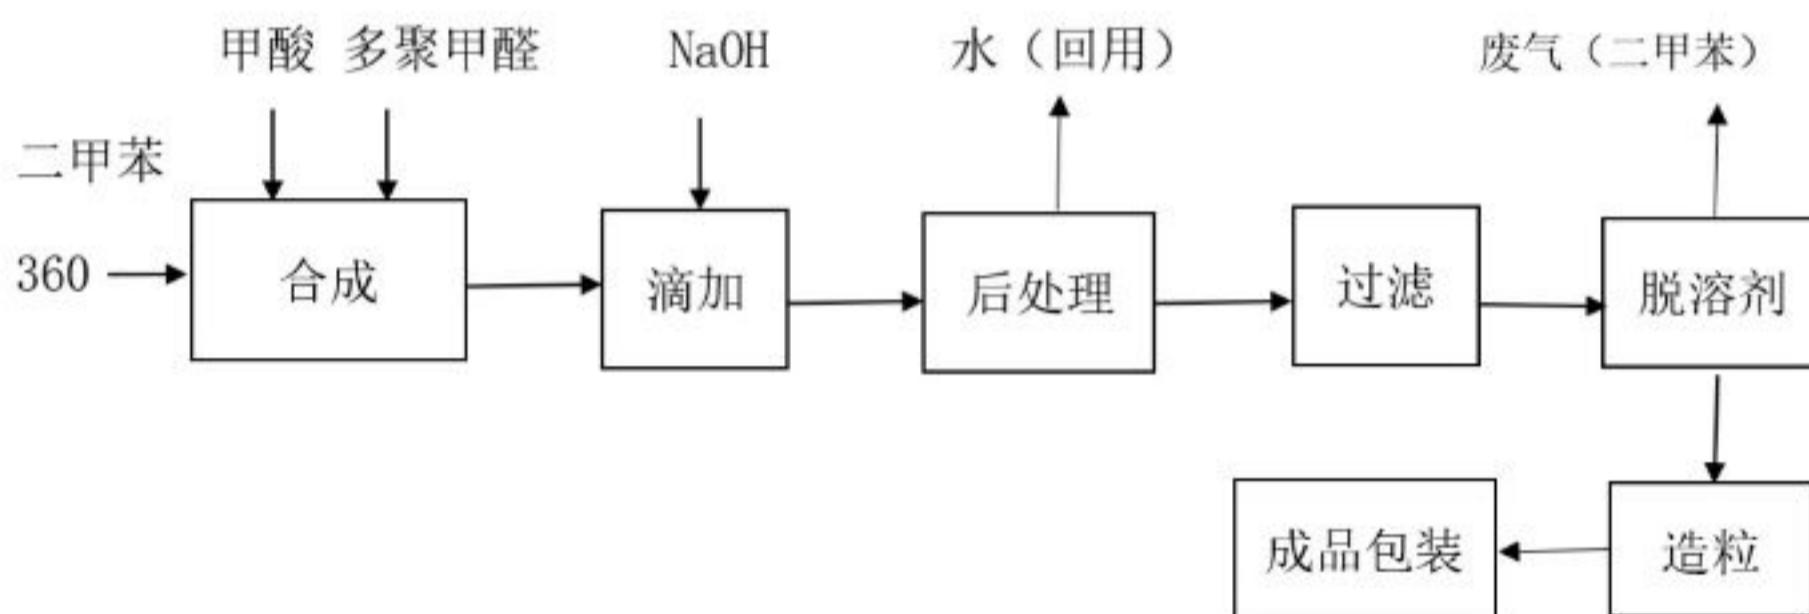 甲酸 多聚甲醛 NaOH 水（回用） 废气（二甲苯）
二甲苯
360 合成 滴加 后处理 过滤 脱溶剂
成品包装 造粒